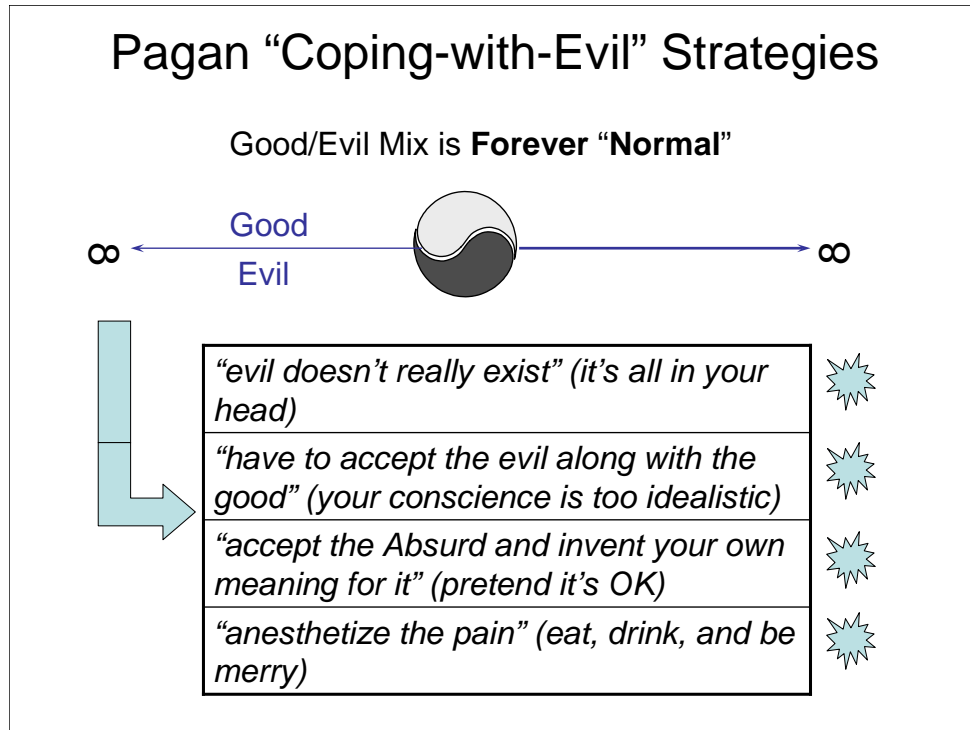 Pagan “Coping-with-Evil” Strategies
Good/Evil Mix is Forever “Normal”
Good
∞ ∞
Evil
“evil doesn’t really exist” (it’s all in your
head)
“have to accept the evil along with the
good” (your conscience is too idealistic)
“accept the Absurd and invent your own
meaning for it” (pretend it’s OK)
“anesthetize the pain” (eat, drink, and be
merry)